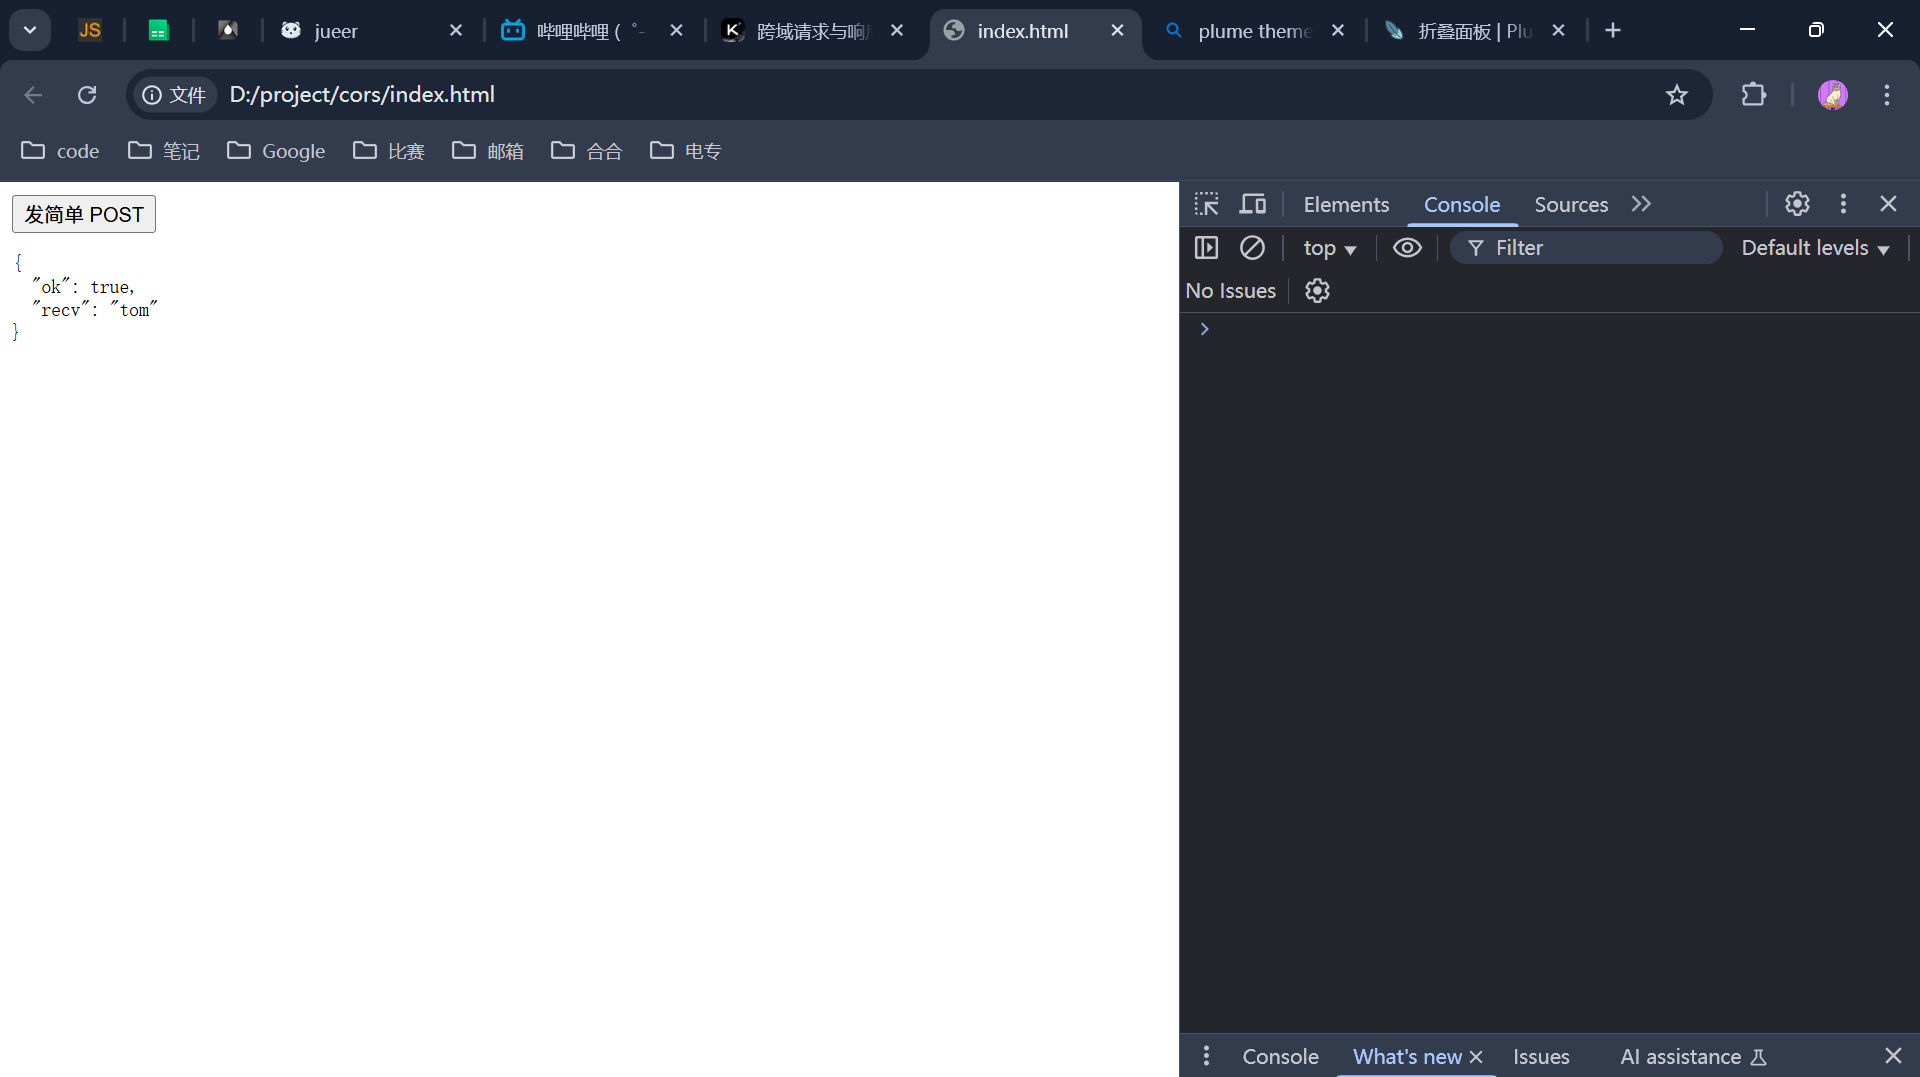 JS
jueer
哔哩哔哩 (゜-
跨域请求与响应
index.html
plume theme
折叠面板 | Plu
文件
D:/project/cors/index.html
code
笔记
Google
比赛
邮箱
合合
电专
发简单 POST
{
"ok": true,
"recv": "tom"
}
Elements
Console
Sources
top
Filter
Default levels
No Issues
Console
What's new
Issues
AI assistance